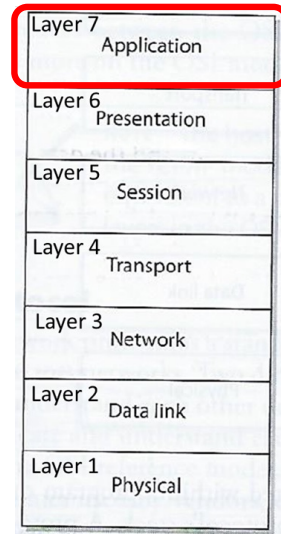 Layer 7
Application
Layer 6
Presentation
Layer 5
Session
Layer 4
Transport
Layer 3
Network
Layer 2
Data link
Layer 1
Physical